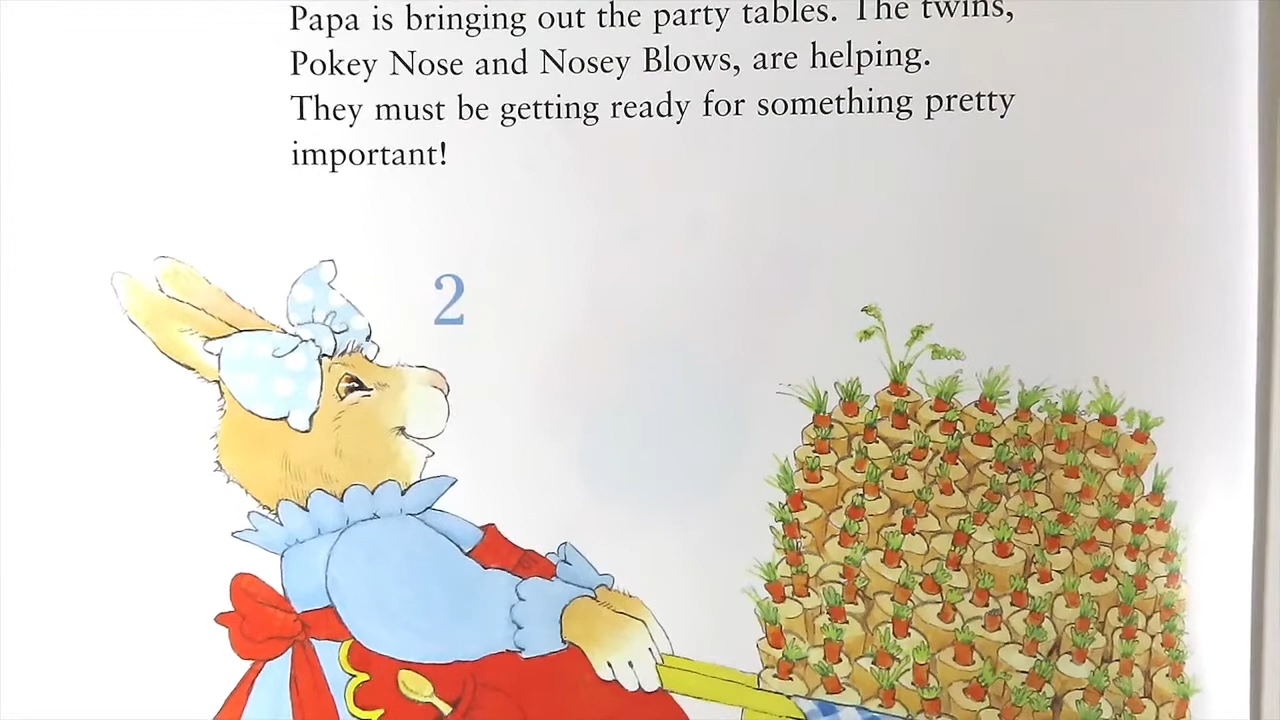 Papa is bringing out the party tables. The twins,
Pokey Nose and Nosey Blows, are helping.
They must be getting ready for something pretty
important!
2